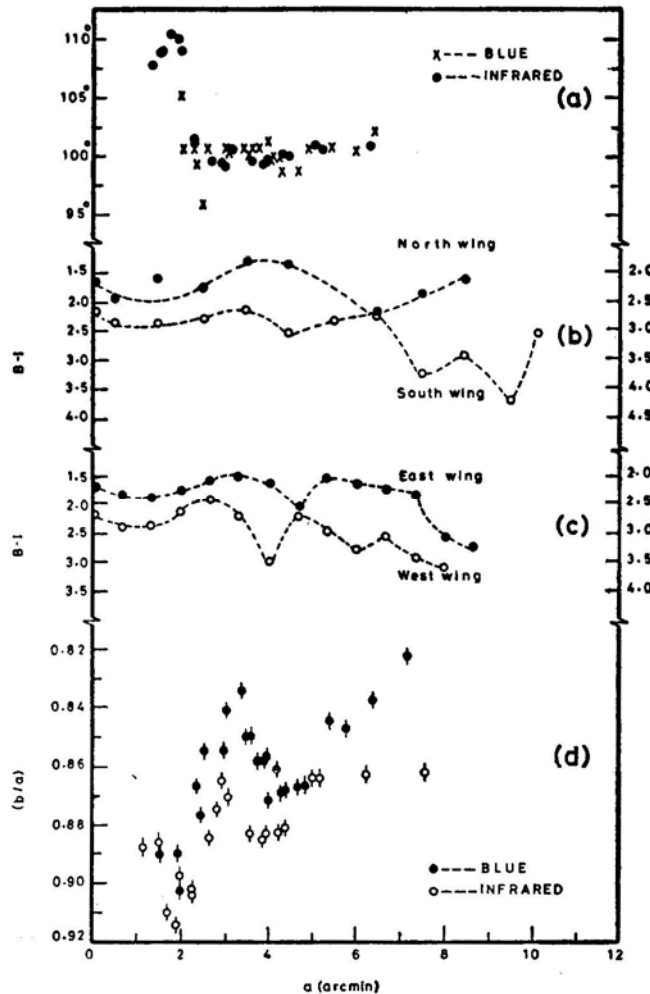 110°
105°
100°
95°
X---- BLUE
●---- INFRARED
(a)
North wing
1.5
2.0
2.5
3.0
3.5
4.0
2.0
2.5
3.0
3.5
4.0
4.5
B-I
(b)
South wing
East wing
1.5
2.0
2.5
3.0
3.5
2.0
2.5
3.0
3.5
4.0
B-I
(c)
West wing
0.82
0.84
0.86
0.88
0.90
0.92
(b/a)
(d)
●---- BLUE
○---- INFRARED
0 2 4 6 8 10 12
a (arcmin)